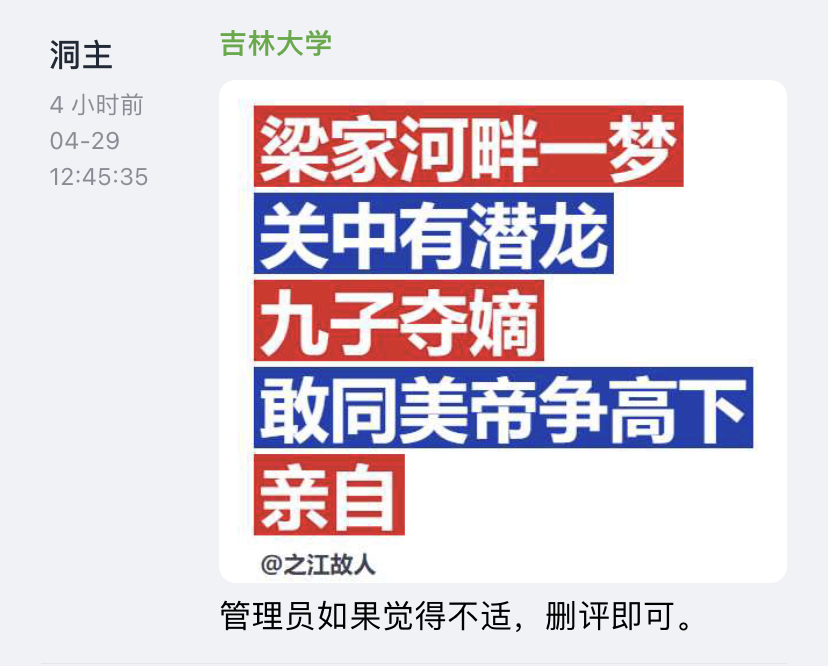 洞主
4 小时前
04-29
12:45:35
吉林大学
梁家河畔一梦
关中有潜龙
九子夺嫡
敢同美帝争高下
亲自
@之江故人
管理员如果觉得不适，删评即可。